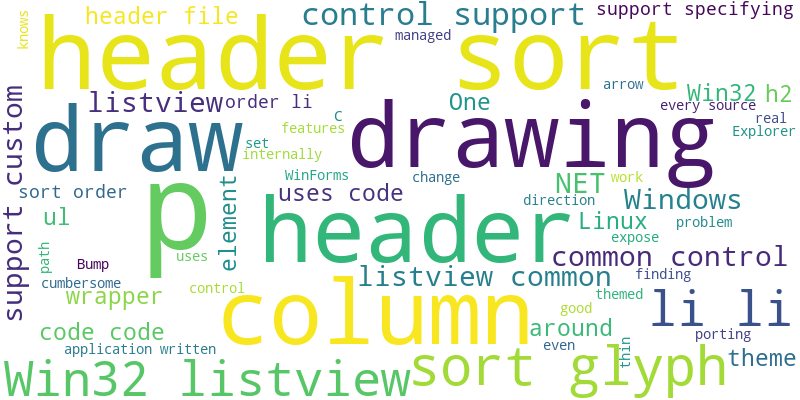 knows
header file
control support
support specifying
header sort
managed
arrow
listview
order li
Win32
h2
One
every source
draw
drawing
C
real
set
features
Explorer
support custom
internally
sort order
p
header
uses code
WinForms
change
NET
work
direction
Windows
ul
element
Linux
problem
expose
path
uses
Bump
common control
cumbersome
wrapper
control
column
listview common
finding
themed
li li
good
code code
around
porting
application written
even
thin
sort glyph
theme
Win32 listview